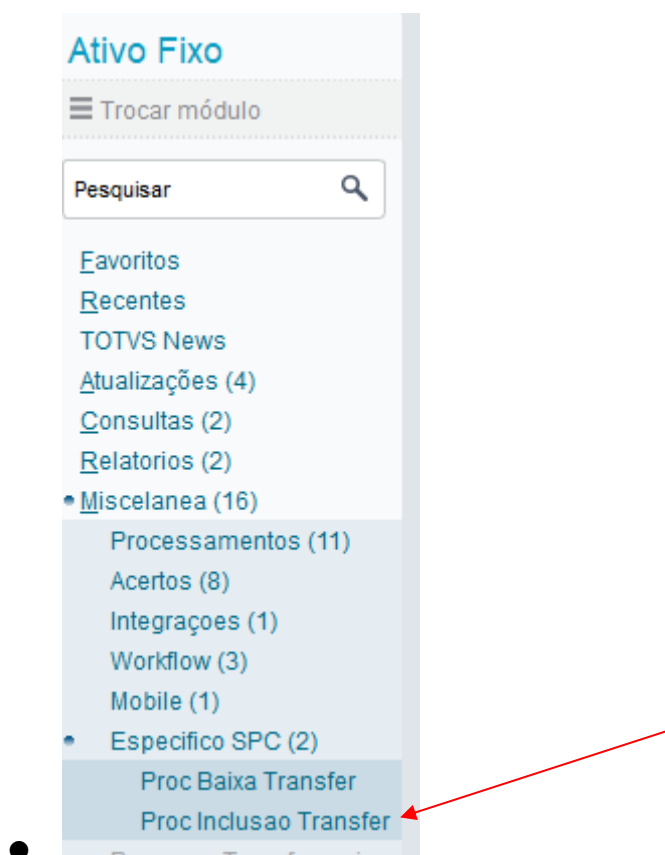 Ativo Fixo
Trocar módulo
Pesquisar
Favoritos
Recentes
TOTVS News
Atualizações (4)
Consultas (2)
Relatorios (2)
Miscelanea (16)
Processamentos (11)
Acertos (8)
Integraçoes (1)
Workflow (3)
Mobile (1)
Especifico SPC (2)
Proc Baixa Transfer
Proc Inclusao Transfer